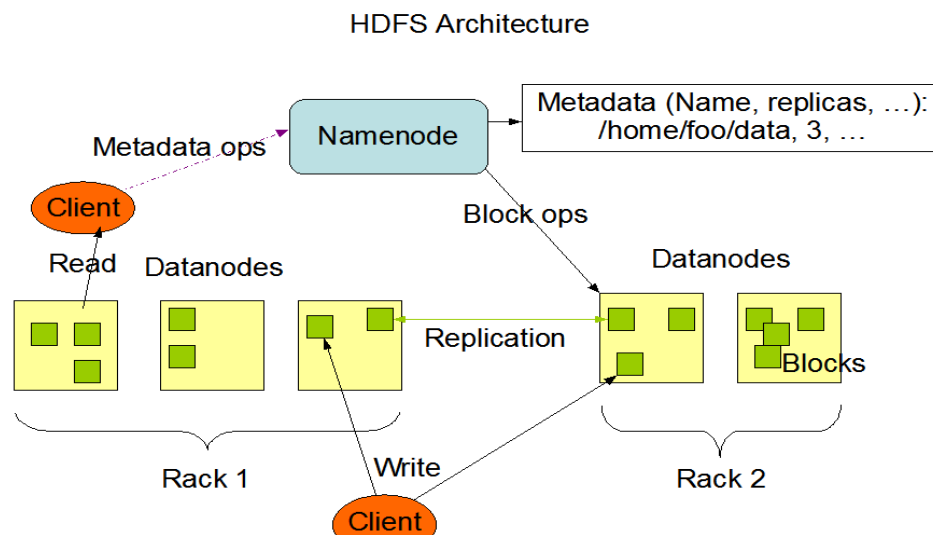 HDFS Architecture
Metadata (Name, replicas, …):
/home/foo/data, 3, …
Namenode
Metadata ops
Client
Block ops
Read
Datanodes
Datanodes
Replication
Blocks
Rack 1
Write
Rack 2
Client